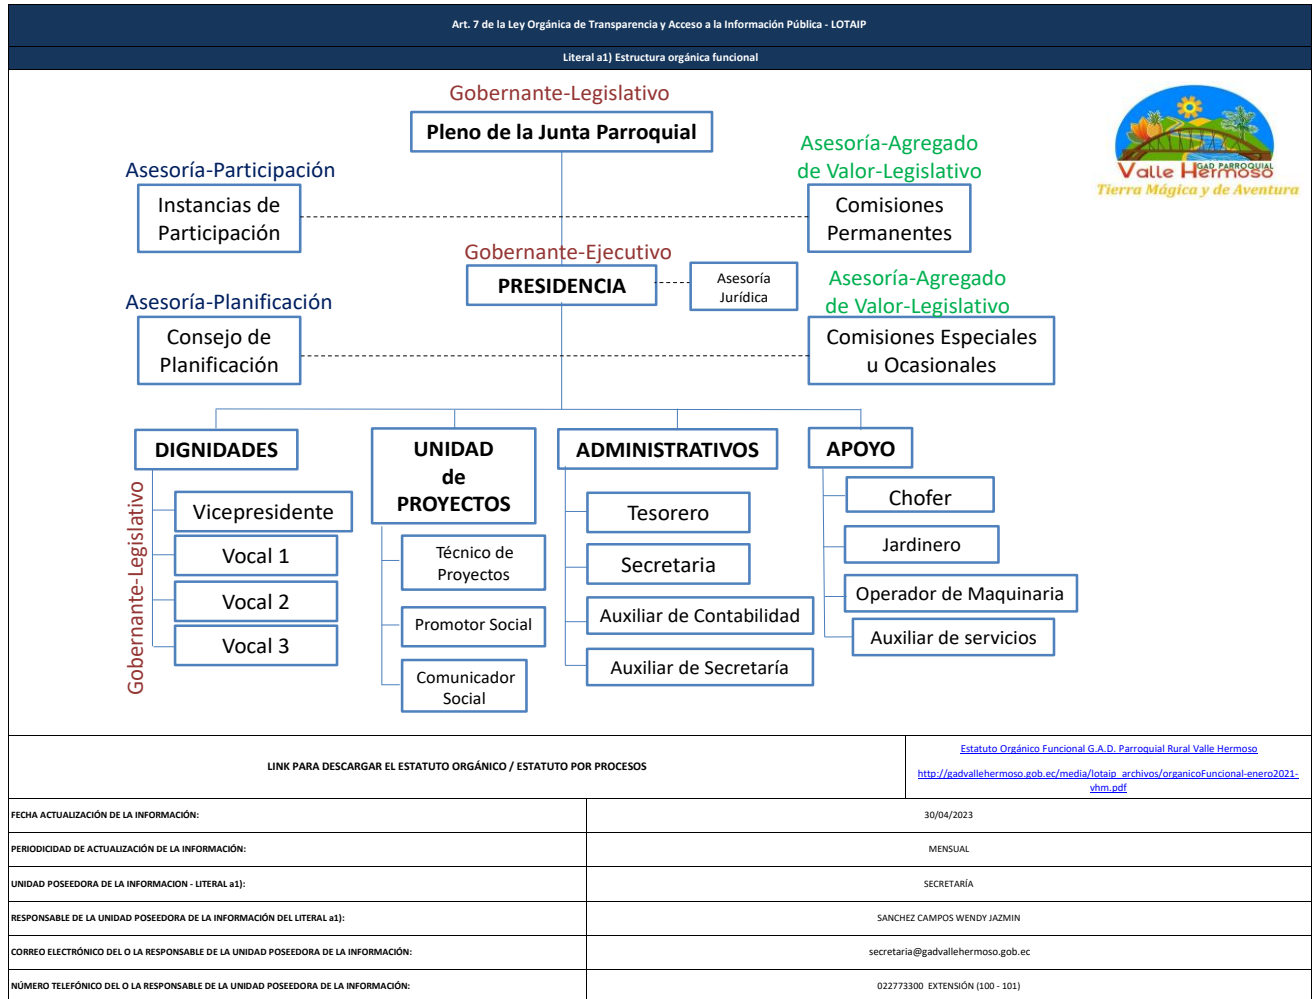 Art. 7 de la Ley Orgánica de Transparencia y Acceso a la Información Pública - LOTAIP
Literal a1) Estructura orgánica funcional
Gobernante-Legislativo
Pleno de la Junta Parroquial
Valle Hermoso
GAD PARROQUIAL
Tierra Mágica y de Aventura
Asesoría-Participación
Instancias de
Participación
Asesoría-Agregado
de Valor-Legislativo
Comisiones
Permanentes
Gobernante-Ejecutivo
PRESIDENCIA
Asesoría
Jurídica
Asesoría-Planificación
Consejo de
Planificación
Asesoría-Agregado
de Valor-Legislativo
Comisiones Especiales
u Ocasionales
DIGNIDADES
Gobernante-Legislativo
Vicepresidente
Vocal 1
Vocal 2
Vocal 3
UNIDAD
de
PROYECTOS
Técnico de
Proyectos
Promotor Social
Comunicador
Social
ADMINISTRATIVOS
Tesorero
Secretaria
Auxiliar de Contabilidad
Auxiliar de Secretaría
APOYO
Chofer
Jardinero
Operador de Maquinaria
Auxiliar de servicios
LINK PARA DESCARGAR EL ESTATUTO ORGÁNICO / ESTATUTO POR PROCESOS
Estatuto Orgánico Funcional G.A.D. Parroquial Rural Valle Hermoso
http://gadvallehermoso.gob.ec/media/lotaip_archivos/organicoFuncional-enero2021-
vhm.pdf
FECHA ACTUALIZACIÓN DE LA INFORMACIÓN: 30/04/2023
PERIODICIDAD DE ACTUALIZACIÓN DE LA INFORMACIÓN: MENSUAL
UNIDAD POSEEDORA DE LA INFORMACION - LITERAL a1): SECRETARÍA
RESPONSABLE DE LA UNIDAD POSEEDORA DE LA INFORMACIÓN DEL LITERAL a1): SANCHEZ CAMPOS WENDY JAZMIN
CORREO ELECTRÓNICO DEL O LA RESPONSABLE DE LA UNIDAD POSEEDORA DE LA INFORMACIÓN: secretaria@gadvallehermoso.gob.ec
NÚMERO TELEFÓNICO DEL O LA RESPONSABLE DE LA UNIDAD POSEEDORA DE LA INFORMACIÓN: 022773300 EXTENSIÓN (100 - 101)